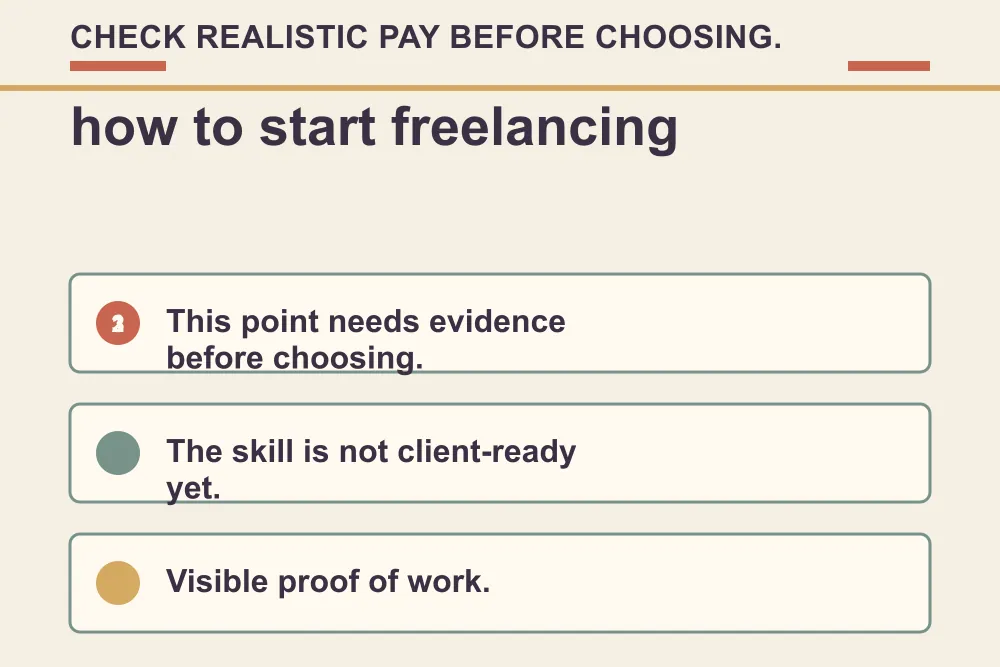 CHECK REALISTIC PAY BEFORE CHOOSING.
how to start freelancing
This point needs evidence
before choosing.
The skill is not client-ready
yet.
Visible proof of work.